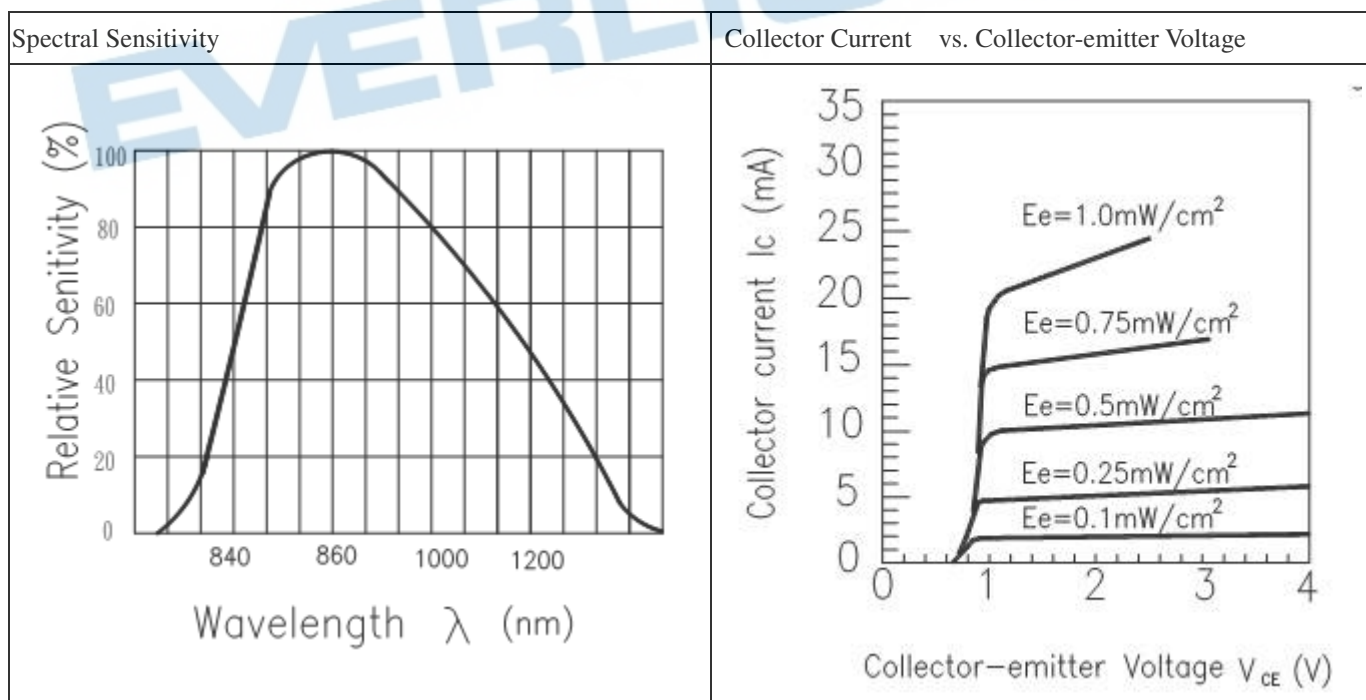 EVERLI
Spectral Sensitivity
Collector Current vs. Collector-emitter Voltage
Relative Senitivity (%)
100
80
60
40
20
0
840 860 1000 1200
Wavelength λ (nm)
Collector current Ic (mA)
35
30
25
20
15
10
5
0
Ee=1.0mW/cm²
Ee=0.75mW/cm²
Ee=0.5mW/cm²
Ee=0.25mW/cm²
Ee=0.1mW/cm²
0 1 2 3 4
Collector-emitter Voltage V_CE (V)